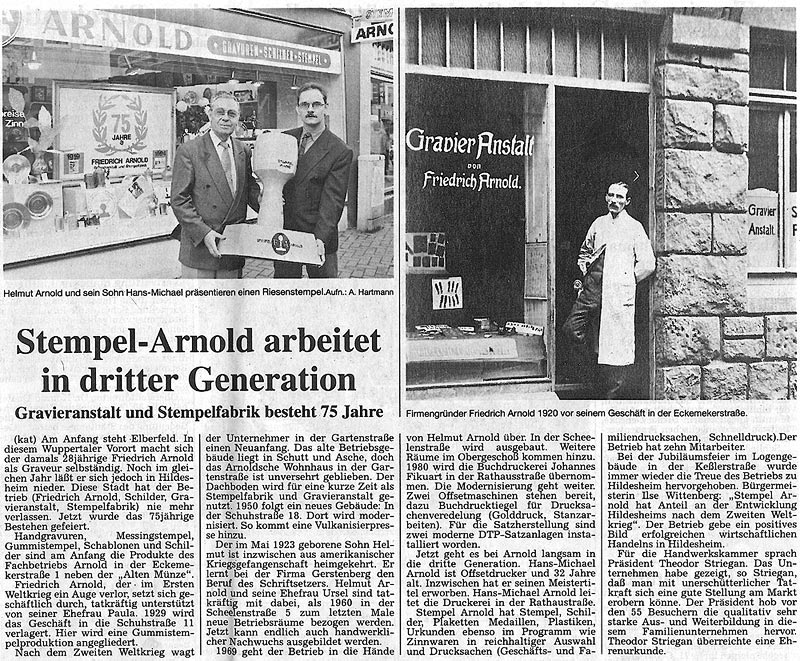 ARNOLD
GRAVUREN · SCHILDER · STEMPEL
ARNO
75
JAHRE
FRIEDRICH ARNOLD
Zinn
Gravier Anstalt
von
Friedrich Arnold.
Gravier
Anstalt
Helmut Arnold und sein Sohn Hans-Michael präsentieren einen Riesenstempel. Aufn.: A. Hartmann
Firmengründer Friedrich Arnold 1920 vor seinem Geschäft in der Eckemekerstraße.
Stempel-Arnold arbeitet
in dritter Generation
Gravieranstalt und Stempelfabrik besteht 75 Jahre
(kat) Am Anfang steht Elberfeld. In
diesem Wuppertaler Vorort macht sich
der damals 28jährige Friedrich Arnold
als Graveur selbständig. Noch im glei-
chen Jahr läßt er sich jedoch in Hildes-
heim nieder. Diese Stadt hat der Be-
trieb (Friedrich Arnold, Schilder, Gra-
vieranstalt, Stempelfabrik) nie mehr
verlassen. Jetzt wurde das 75jährige
Bestehen gefeiert.
Handgravuren, Messingstempel,
Gummistempel, Schablonen und Schil-
der sind am Anfang die Produkte des
Fachbetriebs Arnold in der Eckemeker-
straße 1 neben der „Alten Münze".
Friedrich Arnold, der im Ersten
Weltkrieg ein Auge verlor, setzt sich ge-
schäftlich durch, tatkräftig unterstützt
von seiner Ehefrau Paula. 1929 wird
das Geschäft in die Schuhstraße 11
verlagert. Hier wird eine Gummistem-
pelproduktion angegliedert.
Nach dem Zweiten Weltkrieg wagt
der Unternehmer in der Gartenstraße
einen Neuanfang. Das alte Betriebsge-
bäude liegt in Schutt und Asche, doch
das Arnoldsche Wohnhaus in der Gar-
tenstraße ist unversehrt geblieben. Der
Dachboden wird für eine kurze Zeit als
Stempelfabrik und Gravieranstalt ge-
nutzt. 1950 folgt ein neues Gebäude: In
der Schuhstraße 18. Dort wird moder-
nisiert. So kommt eine Vulkanisierpres-
se hinzu.
Der im Mai 1923 geborene Sohn Hel-
mut ist inzwischen aus amerikanischer
Kriegsgefangenschaft heimgekehrt. Er
lernt bei der Firma Gerstenberg den
Beruf des Schriftsetzers. Helmut Ar-
nold und seine Ehefrau Ursel sind tat-
kräftig mit dabei, als 1960 in der
Scheelenstraße 5 zum letzten Male
neue Betriebsräume bezogen werden.
Jetzt kann endlich auch handwerkli-
cher Nachwuchs ausgebildet werden.
1969 geht der Betrieb in die Hände
von Helmut Arnold über. In der Schee-
lenstraße wird ausgebaut. Weitere
Räume im Obergeschoß kommen hinzu.
1980 wird die Buchdruckerei Johannes
Fikuart in der Rathausstraße übernom-
men. Die Modernisierung geht weiter.
Zwei Offsetmaschinen stehen bereit,
dazu Buchdrucktiegel für Drucksa-
chenveredelung (Golddruck, Stanzar-
beiten). Für die Satzherstellung sind
zwei moderne DTP-Satzanlagen insta-
latiert worden.
Jetzt geht es bei Arnold langsam in
die dritte Generation. Hans-Michael
Arnold ist Offsetdrucker und 32 Jahre
alt. Inzwischen hat er seinen Meisterti-
tel erworben. Hans-Michael Arnold lei-
tet die Druckerei in der Rathausstraße.
Stempel Arnold hat Stempel, Schil-
der, Plaketten Medaillen, Plastiken,
Urkunden ebenso im Programm wie
Zinnwaren in reichhaltiger Auswahl
und Drucksachen (Geschäfts- und Fa-
miliendrucksachen, Schnelldruck).Der
Betrieb hat zehn Mitarbeiter.
Bei der Jubiläumsfeier im Logenge-
bäude in der Keßlerstraße wurde
immer wieder die Treue des Betriebs zu
Hildesheim hervorgehoben. Bürgermei-
sterin Ilse Wittenberg: „Stempel Ar-
nold hat Anteil an der Entwicklung
Hildesheims nach dem Zweiten Welt-
krieg". Der Betrieb gebe ein positives
Bild erfolgreichen wirtschaftlichen
Handelns in Hildesheim.
Für die Handwerkskammer sprach
Präsident Theodor Striegan. Das Un-
ternehmen habe gezeigt, so Striegan,
daß man mit unerschütterlicher Tat-
kraft sich eine gute Stellung am Markt
erobern könne. Der Präsident hob vor
den 55 Besuchern die qualitativ sehr
starke Aus- und Weiterbildung in die-
sem Familienunternehmen hervor.
Theodor Striegan überreichte eine Eh-
renurkunde.